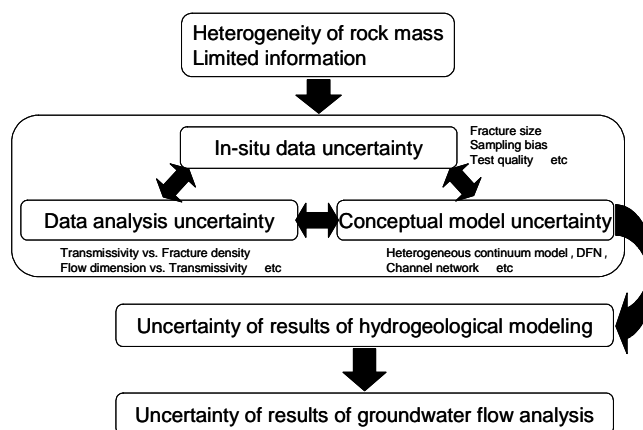 Heterogeneity of rock mass
Limited information
In-situ data uncertainty
Fracture size
Sampling bias
Test quality etc
Data analysis uncertainty
Conceptual model uncertainty
Transmissivity vs. Fracture density
Flow dimension vs. Transmissivity etc
Heterogeneous continuum model , DFN ,
Channel network etc
Uncertainty of results of hydrogeological modeling
Uncertainty of results of groundwater flow analysis